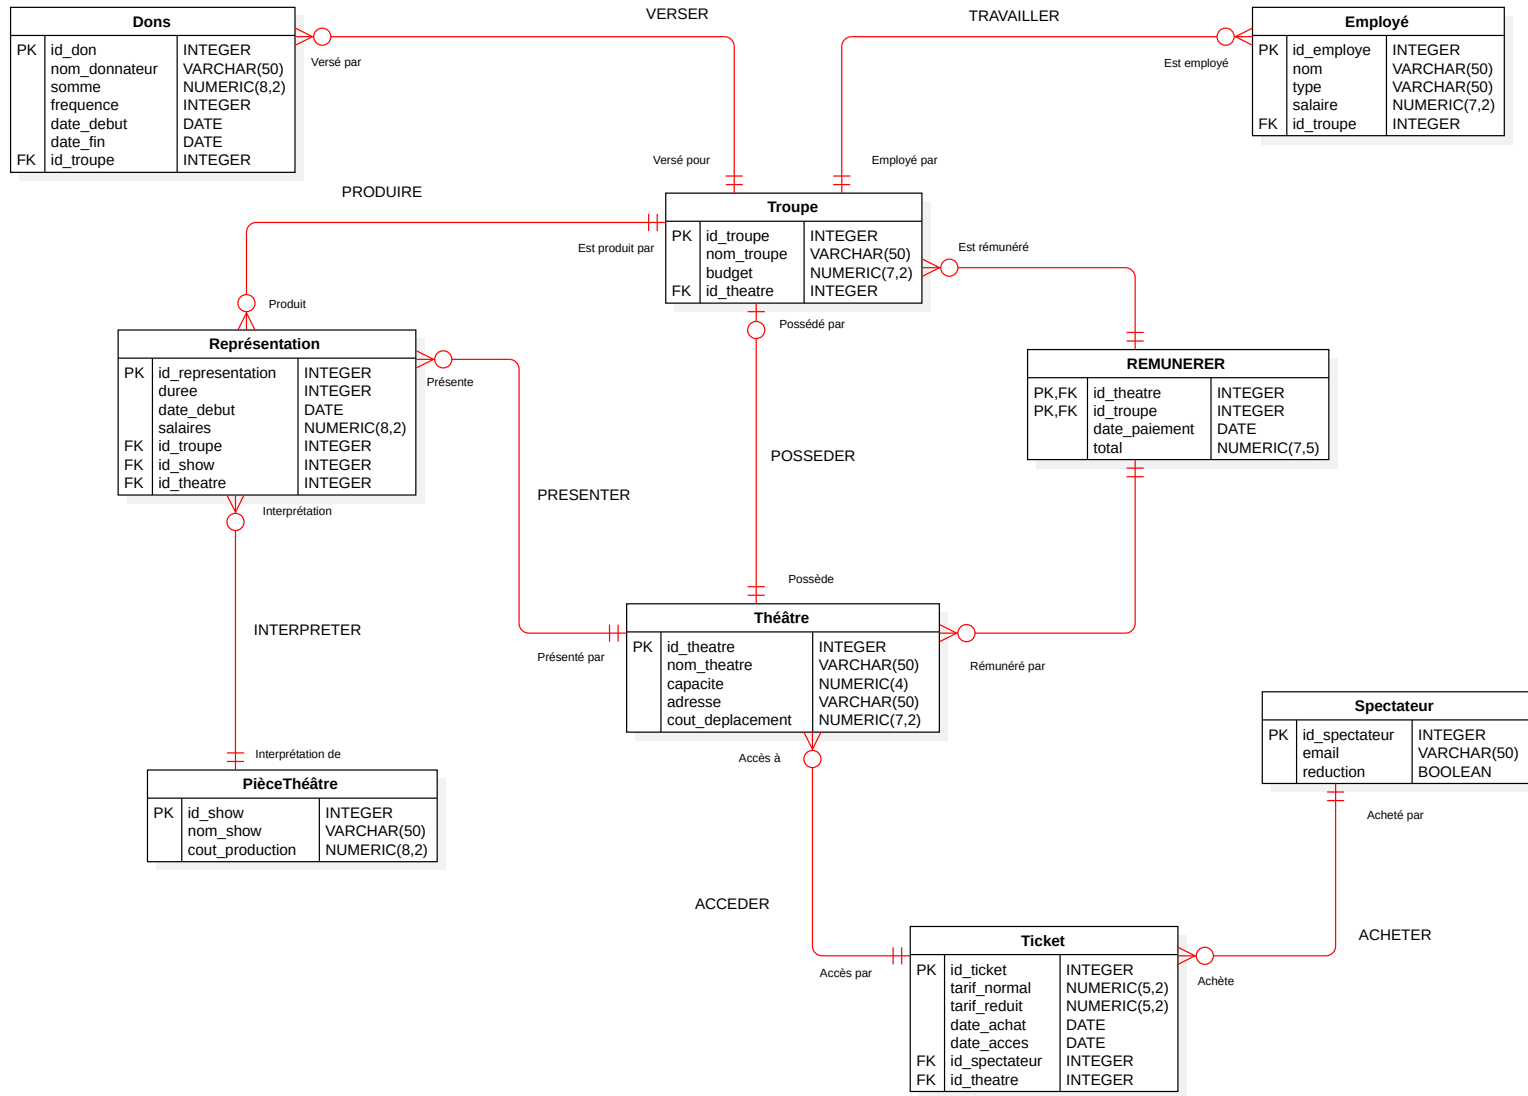 VERSER
TRAVAILLER
Dons
PK id_don INTEGER
nom_donnateur VARCHAR(50)
somme NUMERIC(8,2)
frequence INTEGER
date_debut DATE
date_fin DATE
FK id_troupe INTEGER
Versé par
Est employé
Employé
PK id_employe INTEGER
nom VARCHAR(50)
type VARCHAR(50)
salaire NUMERIC(7,2)
FK id_troupe INTEGER
Versé pour
Employé par
PRODUIRE
Est produit par
Troupe
PK id_troupe INTEGER
nom_troupe VARCHAR(50)
budget NUMERIC(7,2)
FK id_theatre INTEGER
Est rémunéré
Produit
Possédé par
Représentation
PK id_representation INTEGER
duree INTEGER
date_debut DATE
salaires NUMERIC(8,2)
FK id_troupe INTEGER
FK id_show INTEGER
FK id_theatre INTEGER
Présente
REMUNERER
PK,FK id_theatre INTEGER
PK,FK id_troupe INTEGER
date_paiement DATE
total NUMERIC(7,5)
POSSEDER
PRESENTER
Interprétation
Possède
INTERPRETER
Présenté par
Théâtre
PK id_theatre INTEGER
nom_theatre VARCHAR(50)
capacite NUMERIC(4)
adresse VARCHAR(50)
cout_deplacement NUMERIC(7,2)
Rémunéré par
Spectateur
PK id_spectateur INTEGER
email VARCHAR(50)
reduction BOOLEAN
Interprétation de
Accès à
PièceThéâtre
PK id_show INTEGER
nom_show VARCHAR(50)
cout_production NUMERIC(8,2)
Acheté par
ACCEDER
ACHETER
Accès par
Ticket
PK id_ticket INTEGER
tarif_normal NUMERIC(5,2)
tarif_reduit NUMERIC(5,2)
date_achat DATE
date_acces DATE
FK id_spectateur INTEGER
FK id_theatre INTEGER
Achète